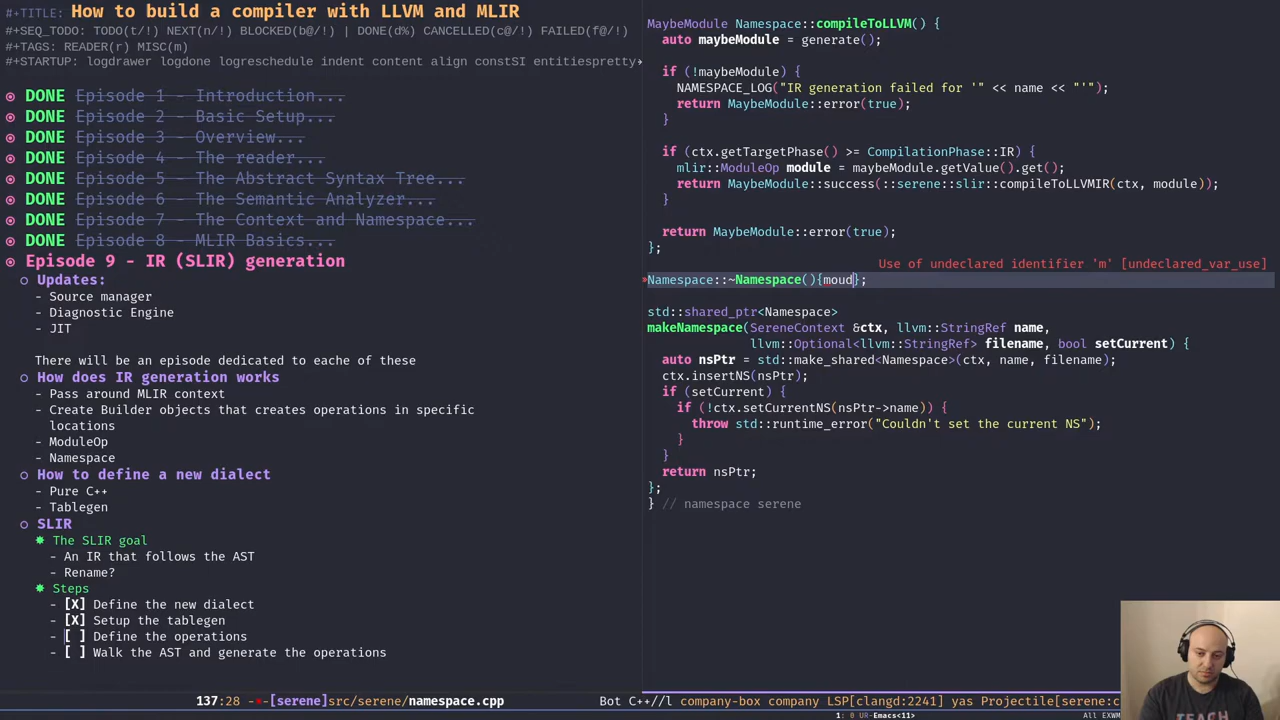 #+TITLE: How to build a compiler with LLVM and MLIR
#+SEQ_TODO: TODO(t/!) NEXT(n/!) BLOCKED(b@/!) | DONE(d%) CANCELLED(c@/!) FAILED(f@/!)
#+TAGS: READER(r) MISC(m)
#+STARTUP: logdrawer logdone logreschedule indent content align constSI entitiespretty
DONE Episode 1 - Introduction...
DONE Episode 2 - Basic Setup...
DONE Episode 3 - Overview...
DONE Episode 4 - The reader...
DONE Episode 5 - The Abstract Syntax Tree...
DONE Episode 6 - The Semantic Analyzer...
DONE Episode 7 - The Context and Namespace...
DONE Episode 8 - MLIR Basics...
Episode 9 - IR (SLIR) generation
Updates:
- Source manager
- Diagnostic Engine
- JIT
There will be an episode dedicated to eache of these
How does IR generation works
- Pass around MLIR context
- Create Builder objects that creates operations in specific
locations
- ModuleOp
- Namespace
How to define a new dialect
- Pure C++
- Tablegen
SLIR
The SLIR goal
- An IR that follows the AST
- Rename?
Steps
- [X] Define the new dialect
- [X] Setup the tablegen
- [ ] Define the operations
- [ ] Walk the AST and generate the operations
MaybeModule Namespace::compileToLLVM() {
auto maybeModule = generate();
if (!maybeModule) {
NAMESPACE_LOG("IR generation failed for '" << name << "'");
return MaybeModule::error(true);
}
if (ctx.getTargetPhase() >= CompilationPhase::IR) {
mlir::ModuleOp module = maybeModule.getValue().get();
return MaybeModule::success(::serene::slir::compileToLLVMIR(ctx, module));
}
return MaybeModule::error(true);
};
Use of undeclared identifier 'm' [undeclared_var_use]
Namespace::~Namespace(){moud};
std::shared_ptr<Namespace>
makeNamespace(SereneContext &ctx, llvm::StringRef name,
llvm::Optional<llvm::StringRef> filename, bool setCurrent) {
auto nsPtr = std::make_shared<Namespace>(ctx, name, filename);
ctx.insertNS(nsPtr);
if (setCurrent) {
if (!ctx.setCurrentNS(nsPtr->name)) {
throw std::runtime_error("Couldn't set the current NS");
}
}
return nsPtr;
};
} // namespace serene
137:28 -*-[serene]src/serene/namespace.cpp
Bot C++//l company-box company LSP[clangd:2241] yas Projectile[serene:c
1: 0 UR-Emacs<11>
All EXWM
TEACH